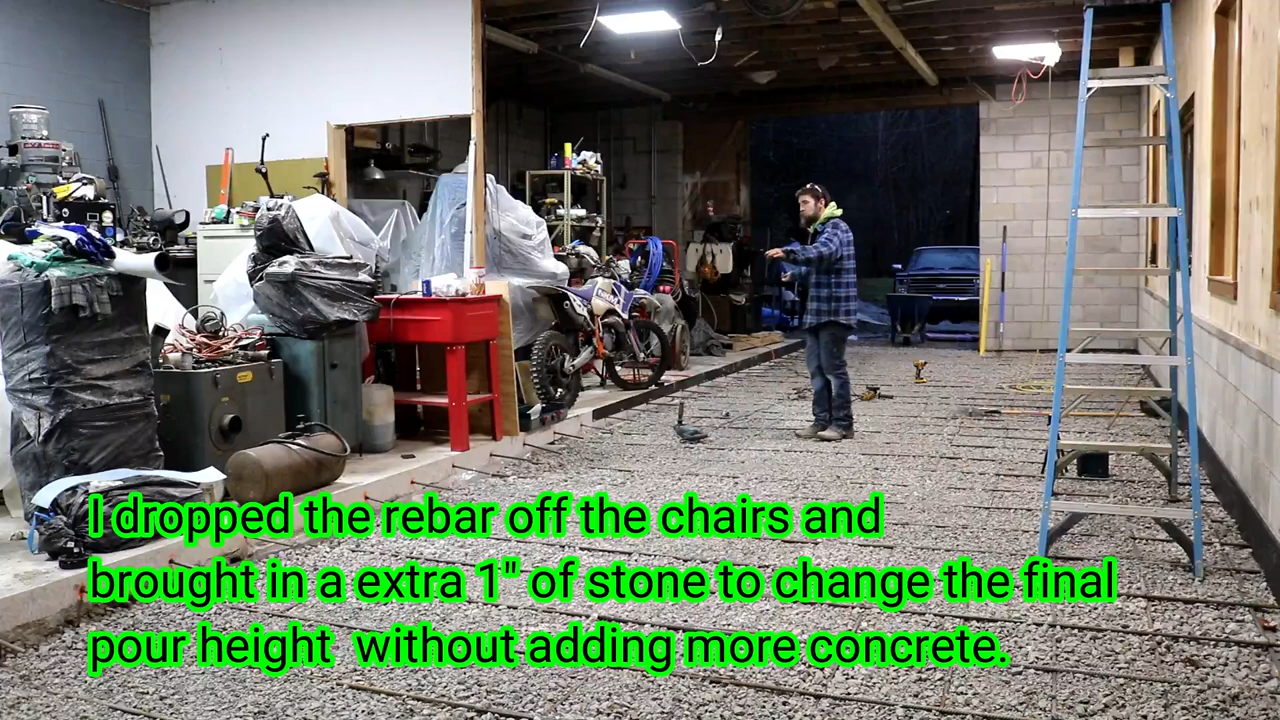 I dropped the rebar off the chairs and
brought in a extra 1" of stone to change the final
pour height without adding more concrete.